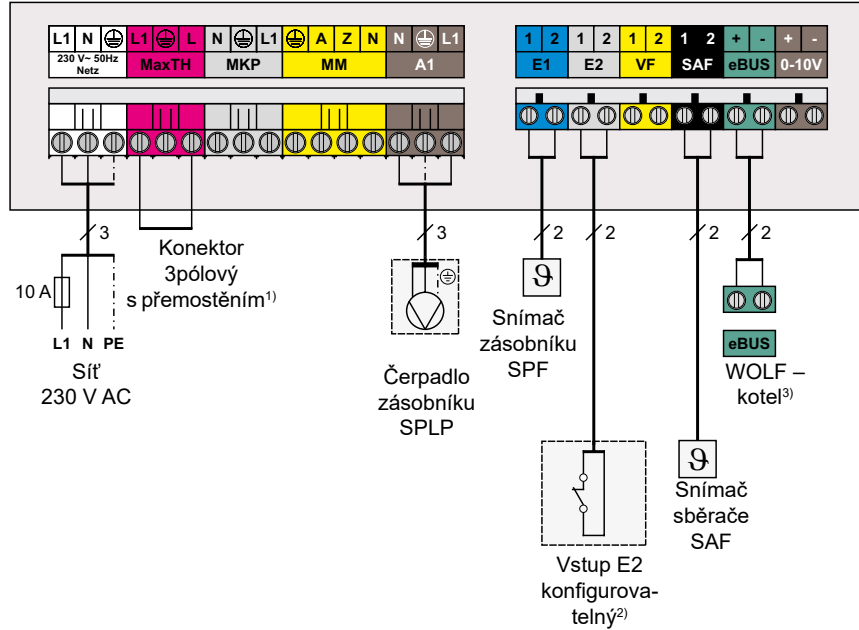 L1 N L1 L N L1 A Z N N L1 1 2 1 2 1 2 1 2 + - + -
230 V~ 50Hz
Netz
MaxTH MKP MM A1 E1 E2 VF SAF eBUS 0-10V
3 3 2 2 2 2
Konektor
3pólový
s přemostěním¹⁾
10 A
L1 N PE
Síť
230 V AC
Čerpadlo
zásobníku
SPLP
ϑ
Snímač
zásobníku
SPF
eBUS
WOLF –
kotel³⁾
ϑ
Snímač
sběrače
SAF
Vstup E2
konfigurova-
telný²⁾